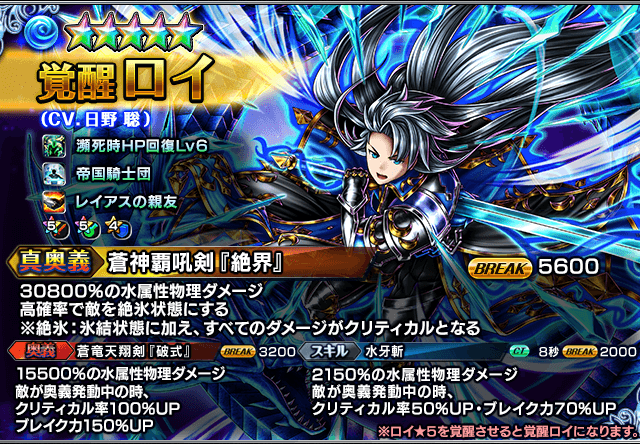 覚醒 ロイ
(CV.日野 聡)
瀕死時HP回復Lv6
帝国騎士団
レイアスの親友
5 5 4
真奥義 蒼神覇吼剣『絶界』 BREAK 5600
30800%の水属性物理ダメージ
高確率で敵を絶氷状態にする
※絶氷:氷結状態に加え、すべてのダメージがクリティカルとなる
奥義 蒼竜天翔剣『破式』 BREAK 3200
15500%の水属性物理ダメージ
敵が奥義発動中の時、
クリティカル率100%UP
ブレイク力150%UP
スキル 水牙斬 CT 8秒 BREAK 2000
2150%の水属性物理ダメージ
敵が奥義発動中の時、
クリティカル率50%UP・ブレイク力70%UP
※ロイ★5を覚醒させると覚醒ロイになります。